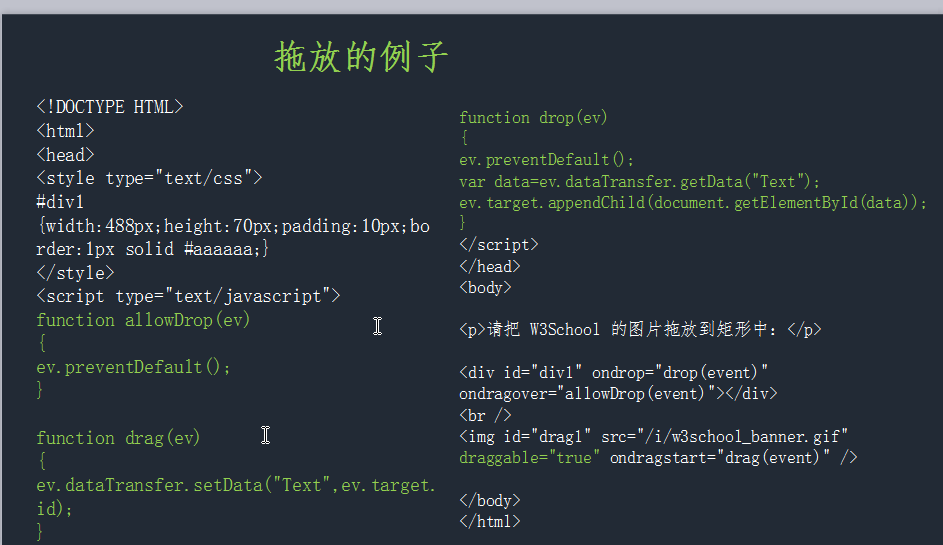 拖放的例子
<!DOCTYPE HTML>
<html>
<head>
<style type="text/css">
#div1
{width:488px;height:70px;padding:10px;bo
rder:1px solid #aaaaaa;}
</style>
<script type="text/javascript">
function allowDrop(ev)
{
ev.preventDefault();
}
function drag(ev)
{
ev.dataTransfer.setData("Text",ev.target.
id);
}
function drop(ev)
{
ev.preventDefault();
var data=ev.dataTransfer.getData("Text");
ev.target.appendChild(document.getElementById(data));
}
</script>
</head>
<body>
<p>请把 W3School 的图片拖放到矩形中：</p>
<div id="div1" ondrop="drop(event)"
ondragover="allowDrop(event)"></div>
<br />
<img id="drag1" src="/i/w3school_banner.gif"
draggable="true" ondragstart="drag(event)" />
</body>
</html>